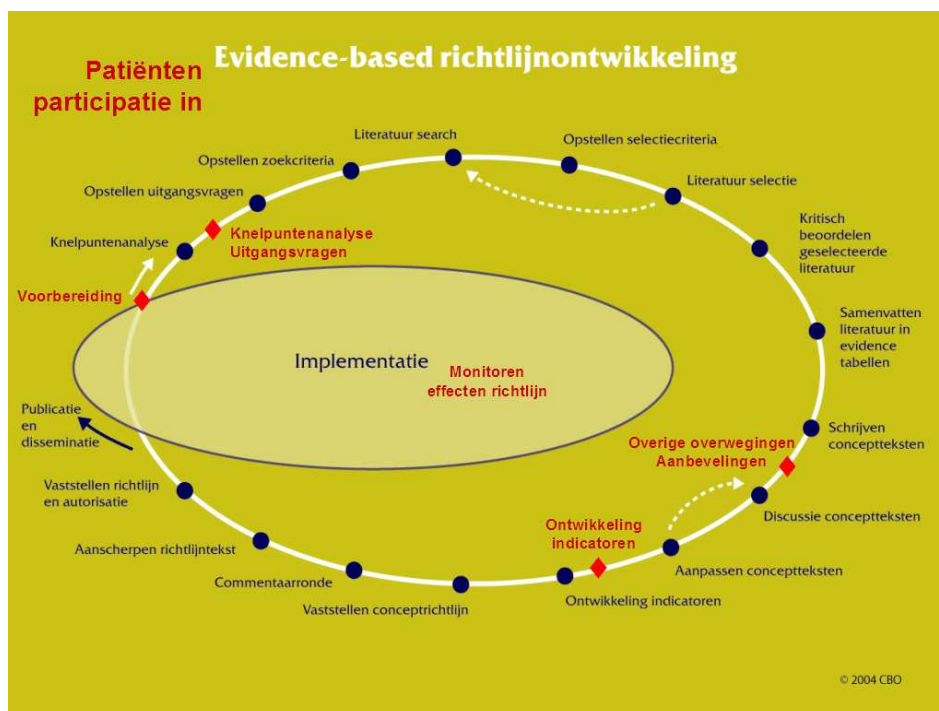 Evidence-based richtlijnontwikkeling
Patiënten
participatie in
Literatuur search
Opstellen selectiecriteria
Opstellen zoekcriteria
Literatuur selectie
Opstellen uitgangsvragen
Knelpuntenanalyse
Knelpuntenanalyse
Uitgangsvragen
Kritisch
beoordelen
geselecteerde
literatuur
Voorbereiding
Samenvatten
literatuur in
evidence
tabellen
Implementatie
Monitoren
effecten richtlijn
Publicatie
en
disseminatie
Schrijven
conceptteksten
Overige overwegingen
Aanbevelingen
Vaststellen richtlijn
en autorisatie
Discussie conceptteksten
Ontwikkeling
indicatoren
Aanscherpen richtlijntekst
Aanpassen conceptteksten
Commentaarronde
Ontwikkeling indicatoren
Vaststellen conceptrichtlijn
© 2004 CBO